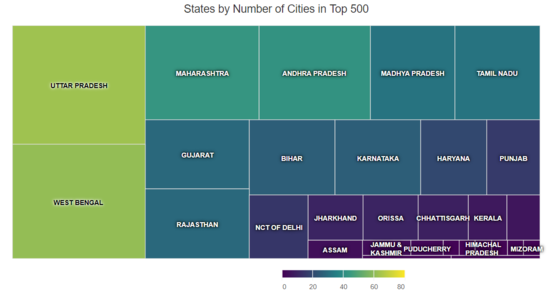 States by Number of Cities in Top 500
UTTAR PRADESH
MAHARASHTRA
ANDHRA PRADESH
MADHYA PRADESH
TAMIL NADU
WEST BENGAL
GUJARAT
BIHAR
KARNATAKA
HARYANA
PUNJAB
RAJASTHAN
NCT OF DELHI
JHARKHAND
ORISSA
CHHATTISGARH
KERALA
ASSAM
JAMMU &
KASHMIR
PUDUCHERRY
HIMACHAL
PRADESH
MIZORAM
0 20 40 60 80